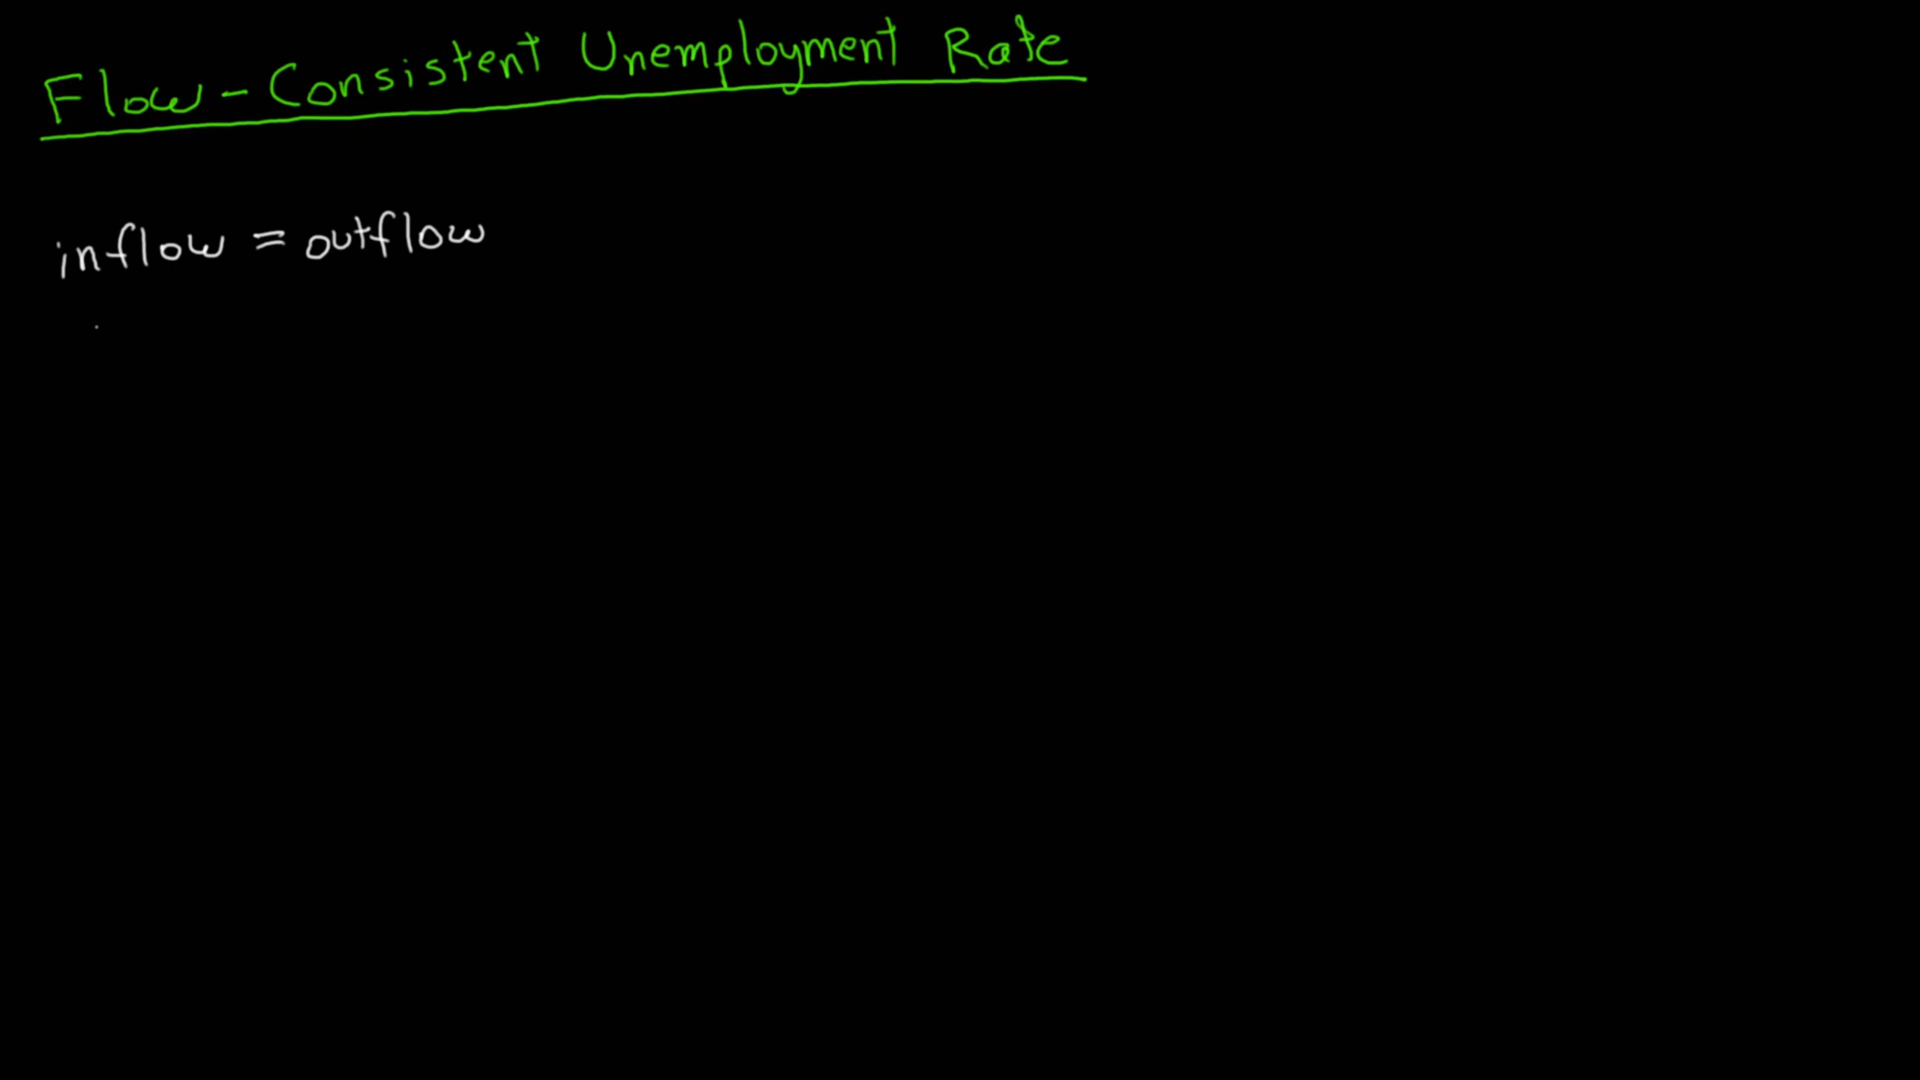 Flow - Consistent Unemployment Rate
inflow = outflow